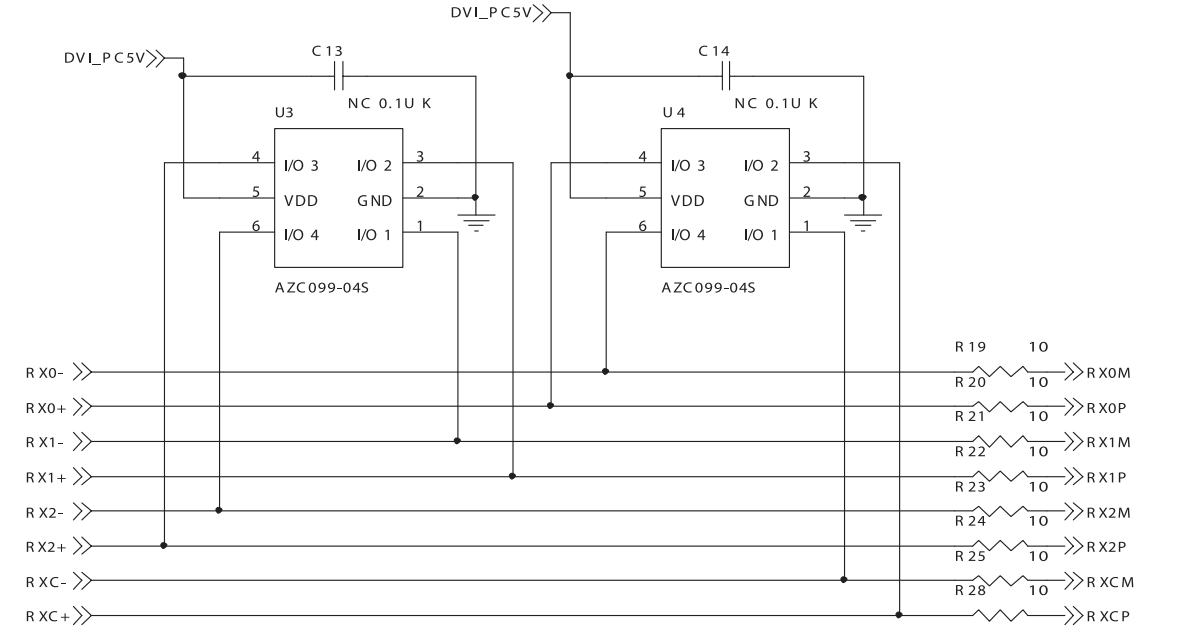 DVI_PC5V
DVI_PC5V
C13
C14
NC 0.1U K
NC 0.1U K
U3
U4
4 I/O 3 I/O 2 3
4 I/O 3 I/O 2 3
5 VDD GND 2
5 VDD GND 2
6 I/O 4 I/O 1 1
6 I/O 4 I/O 1 1
AZC099-04S
AZC099-04S
R19 10
RX0- RX0M
R20 10
RX0+ RX0P
R21 10
RX1- RX1M
R22 10
RX1+ RX1P
R23 10
RX2- RX2M
R24 10
RX2+ RX2P
R25 10
RXC- RXCM
R28 10
RXC+ RXCP